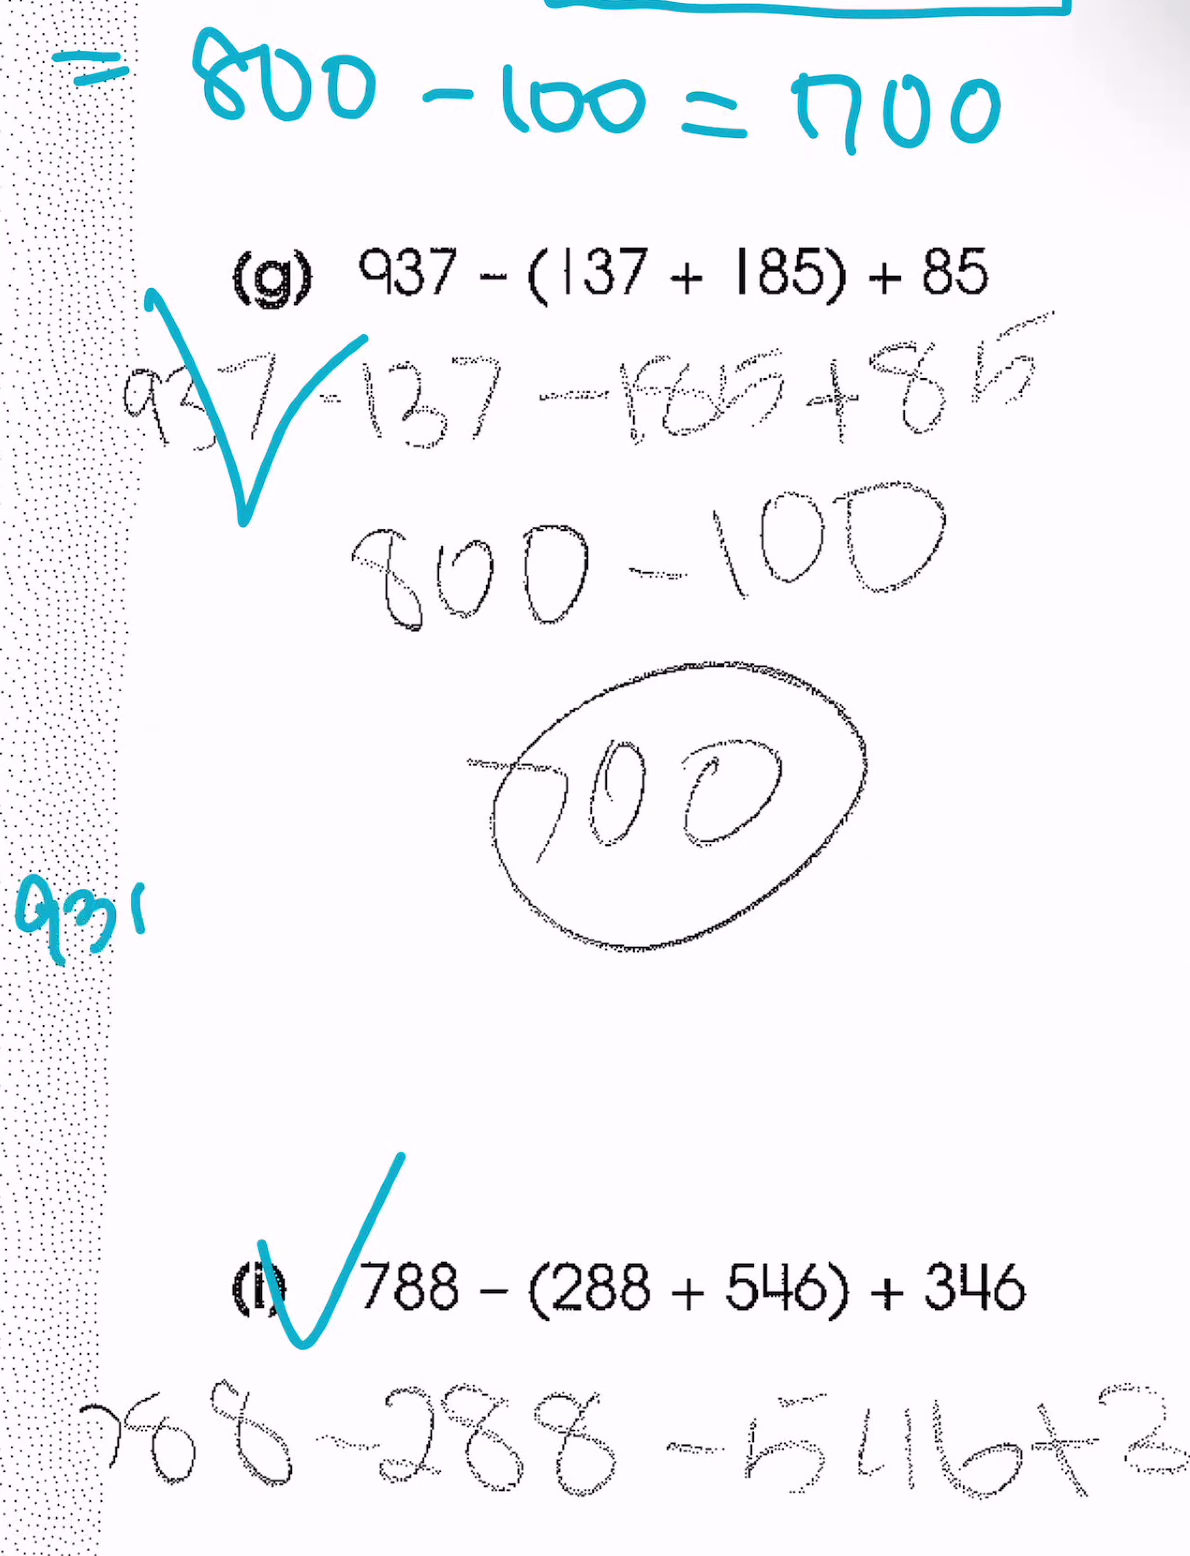 = 800 - 100 = 700
(g) 937 - (137 + 185) + 85
937 - 137 - 185 + 85
800 - 100
700
931
(i) 788 - (288 + 546) + 346
788 - 288 - 546 + 3